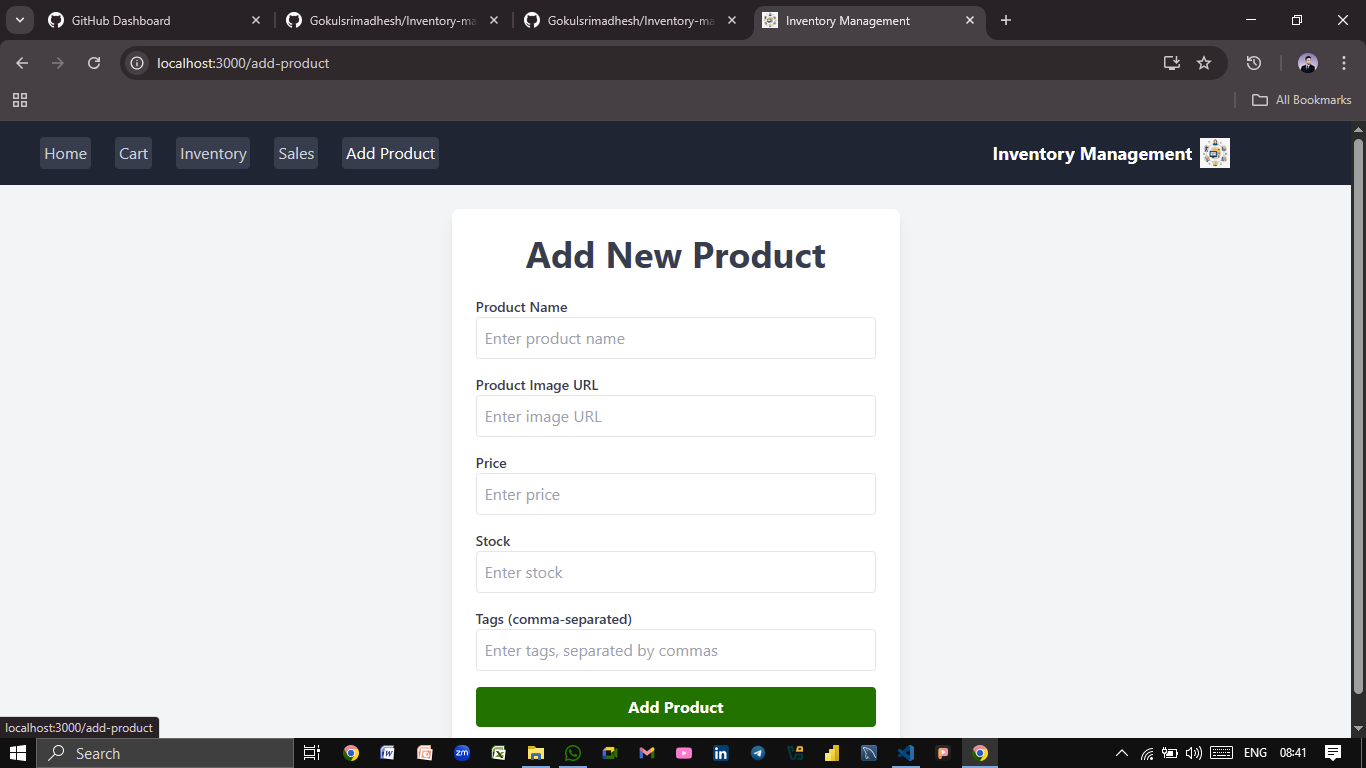 GitHub Dashboard
Gokulsrimadhesh/Inventory-ma
Gokulsrimadhesh/Inventory-ma
Inventory Management
localhost:3000/add-product
All Bookmarks
Home
Cart
Inventory
Sales
Add Product
Inventory Management
Add New Product
Product Name
Enter product name
Product Image URL
Enter image URL
Price
Enter price
Stock
Enter stock
Tags (comma-separated)
Enter tags, separated by commas
Add Product
localhost:3000/add-product
Search
zm
ENG
08:41